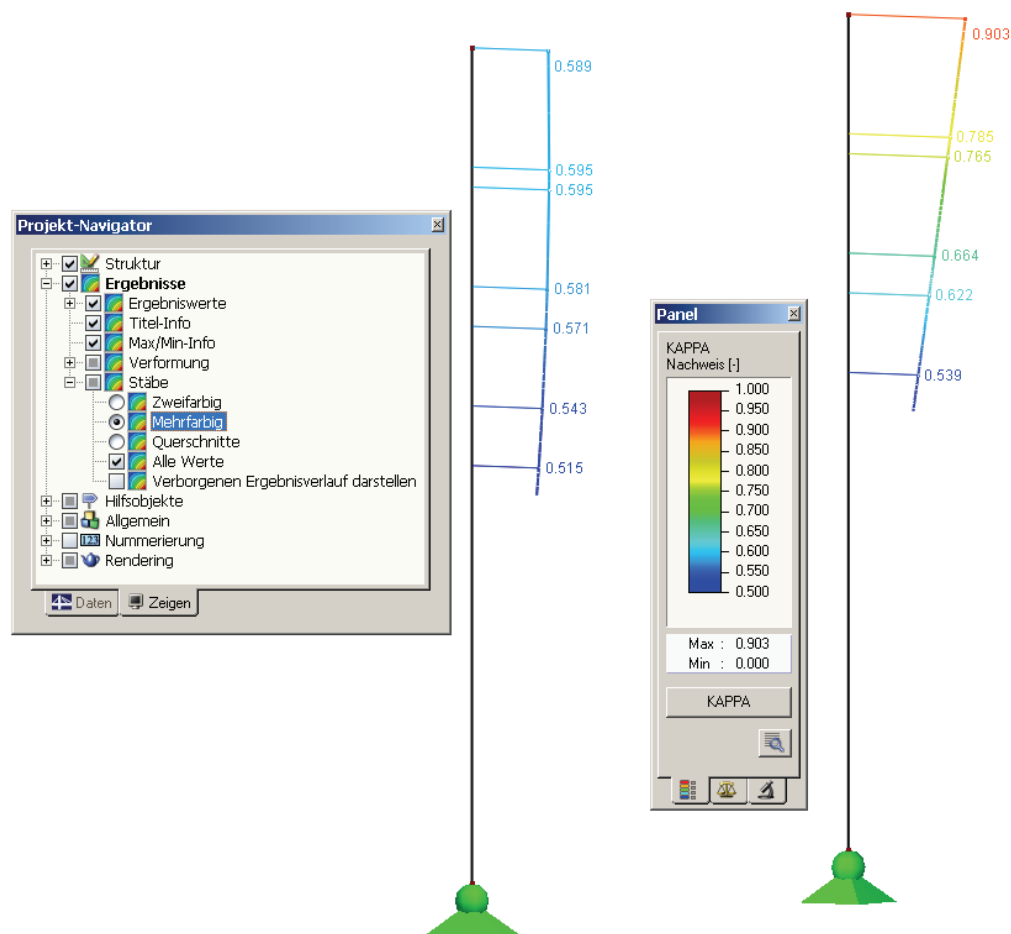 Projekt-Navigator
Struktur
Ergebnisse
Ergebniswerte
Titel-Info
Max/Min-Info
Verformung
Stäbe
Zweifarbig
Mehrfarbig
Querschnitte
Alle Werte
Verborgenen Ergebnisverlauf darstellen
Hilfsobjekte
Allgemein
123 Nummerierung
Rendering
Daten
Zeigen
0.589
0.595
0.595
0.581
0.571
0.543
0.515
Panel
KAPPA
Nachweis [-]
1.000
0.950
0.900
0.850
0.800
0.750
0.700
0.650
0.600
0.550
0.500
Max : 0.903
Min : 0.000
KAPPA
0.903
0.785
0.765
0.664
0.622
0.539